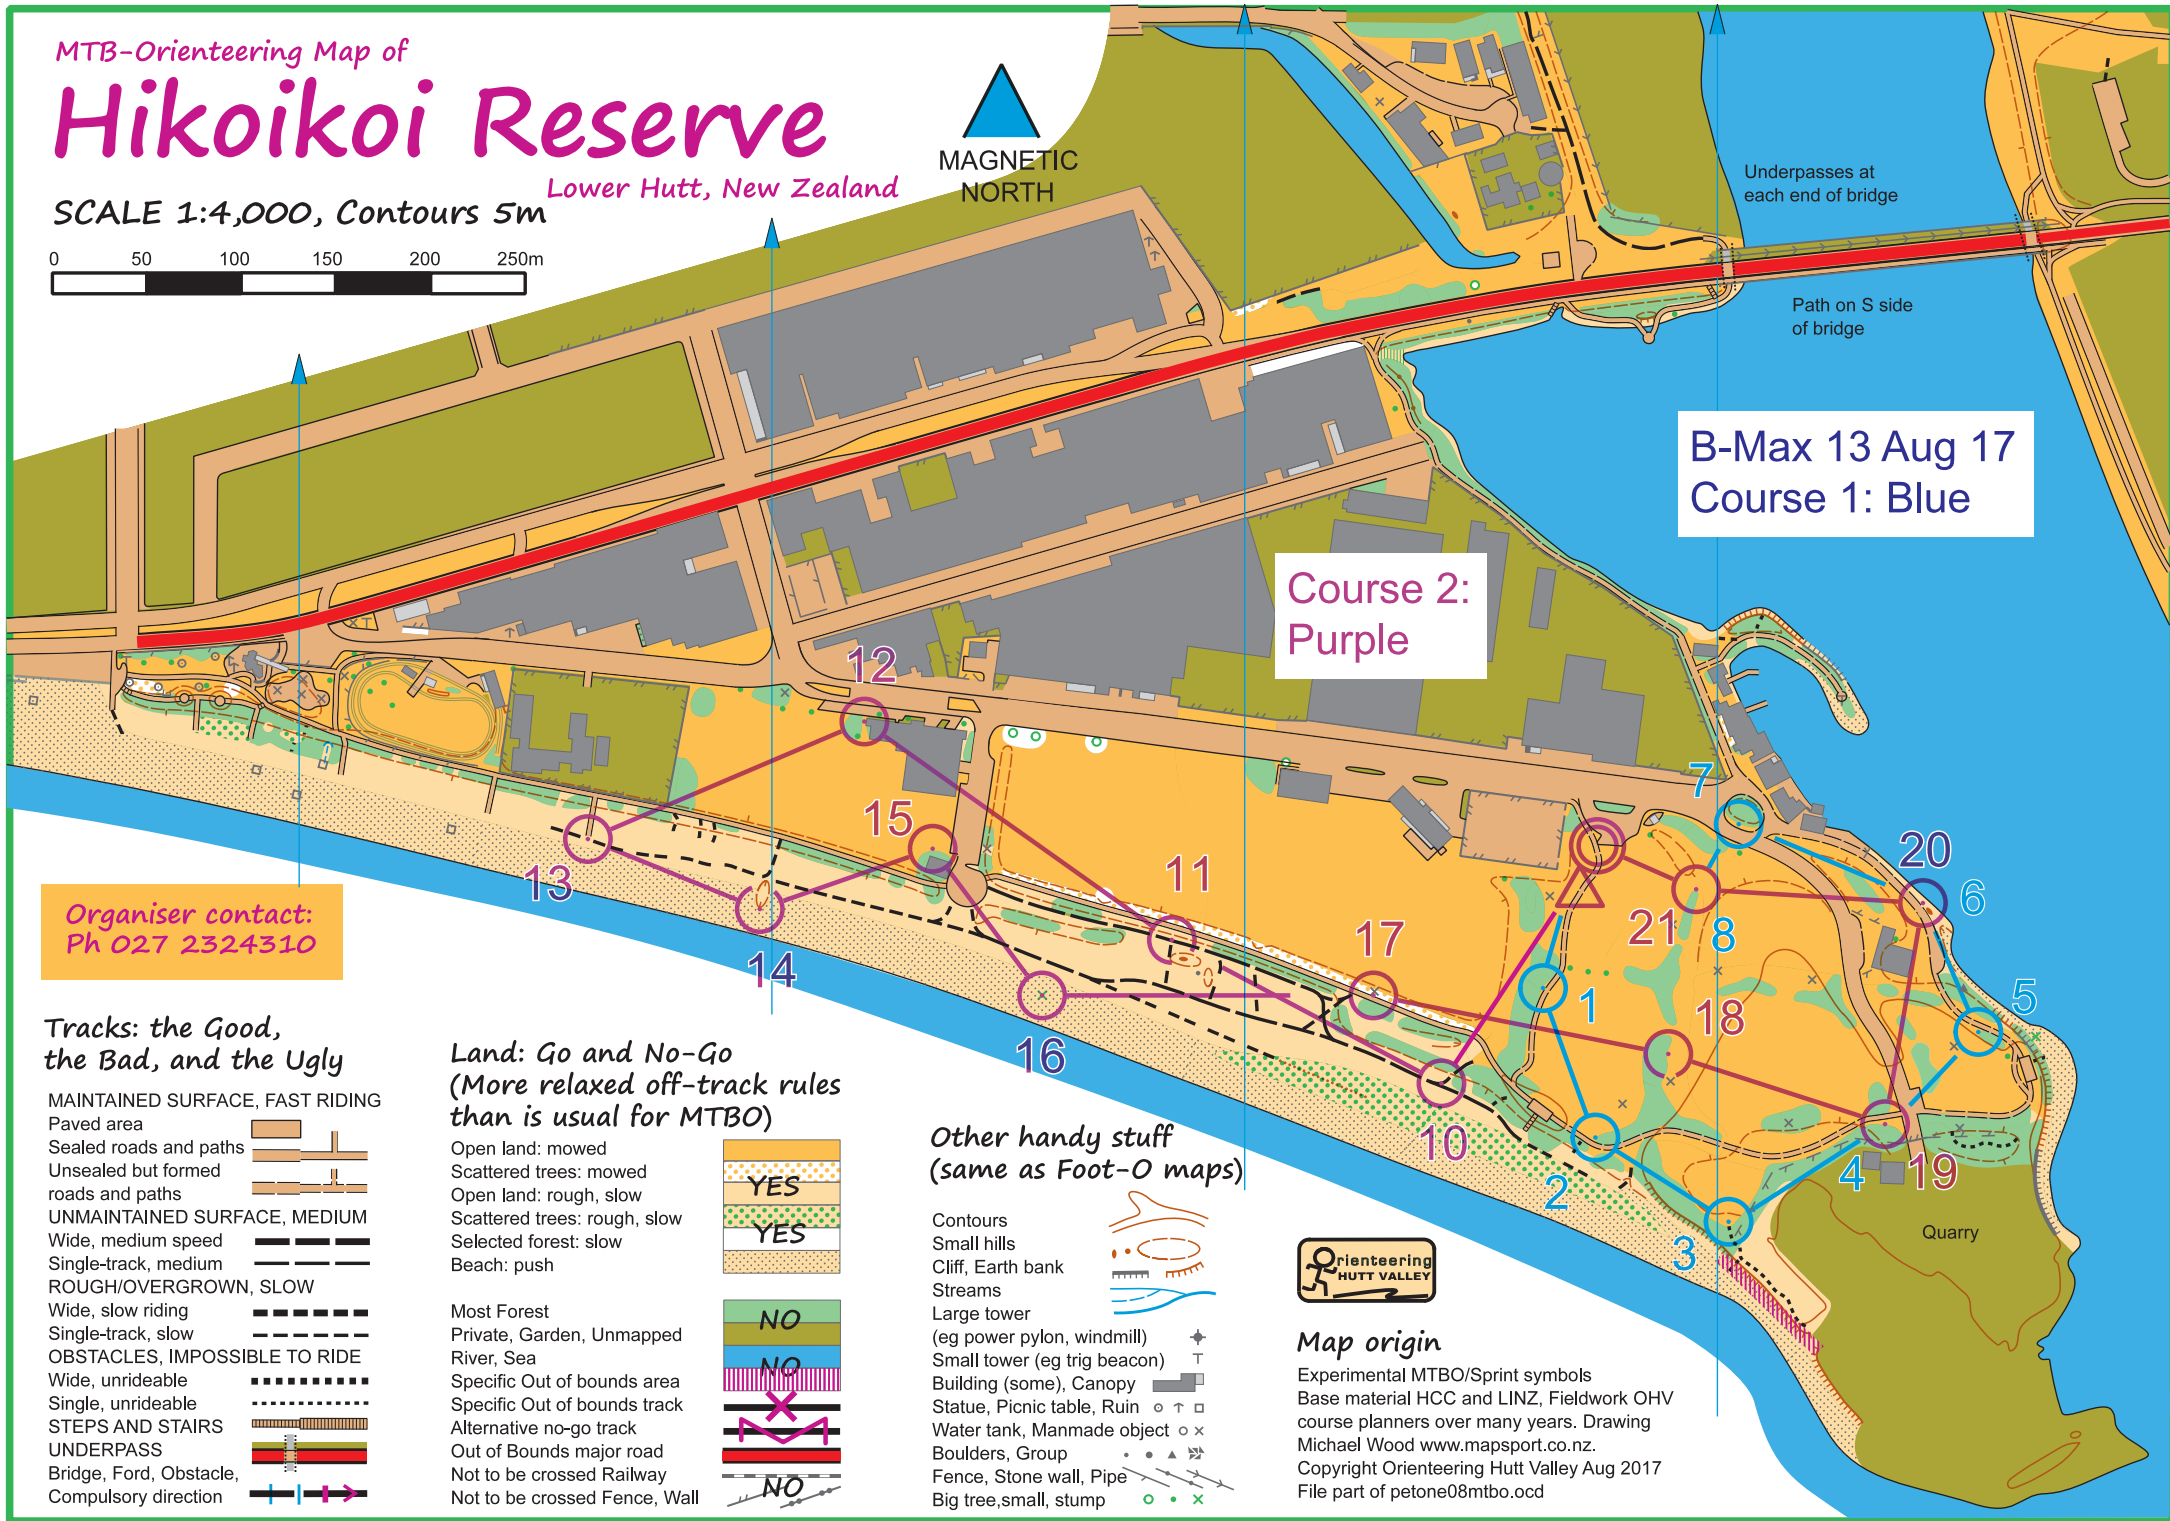 MTB-Orienteering Map of
Hikoikoi Reserve
Lower Hutt, New Zealand
SCALE 1:4,000, Contours 5m
0 50 100 150 200 250m
MAGNETIC
NORTH
Underpasses at
each end of bridge
Path on S side
of bridge
B-Max 13 Aug 17
Course 1: Blue
Course 2:
Purple
12
7
15
20
11
6
13
17
21
8
14
5
1
18
16
10
2
4
19
3
Quarry
Organiser contact:
Ph 027 2324310
Tracks: the Good,
the Bad, and the Ugly
MAINTAINED SURFACE, FAST RIDING
Paved area
Sealed roads and paths
Unsealed but formed
roads and paths
UNMAINTAINED SURFACE, MEDIUM
Wide, medium speed
Single-track, medium
ROUGH/OVERGROWN, SLOW
Wide, slow riding
Single-track, slow
OBSTACLES, IMPOSSIBLE TO RIDE
Wide, unrideable
Single, unrideable
STEPS AND STAIRS
UNDERPASS
Bridge, Ford, Obstacle,
Compulsory direction
Land: Go and No-Go
(More relaxed off-track rules
than is usual for MTBO)
Open land: mowed
Scattered trees: mowed
Open land: rough, slow
Scattered trees: rough, slow
Selected forest: slow
Beach: push
YES
YES
Most Forest
Private, Garden, Unmapped
River, Sea
Specific Out of bounds area
Specific Out of bounds track
Alternative no-go track
Out of Bounds major road
Not to be crossed Railway
Not to be crossed Fence, Wall
NO
NO
NO
Other handy stuff
(same as Foot-O maps)
Contours
Small hills
Cliff, Earth bank
Streams
Large tower
(eg power pylon, windmill)
Small tower (eg trig beacon)
Building (some), Canopy
Statue, Picnic table, Ruin
Water tank, Manmade object
Boulders, Group
Fence, Stone wall, Pipe
Big tree,small, stump
rienteering
HUTT VALLEY
Map origin
Experimental MTBO/Sprint symbols
Base material HCC and LINZ, Fieldwork OHV
course planners over many years. Drawing
Michael Wood www.mapsport.co.nz.
Copyright Orienteering Hutt Valley Aug 2017
File part of petone08mtbo.ocd